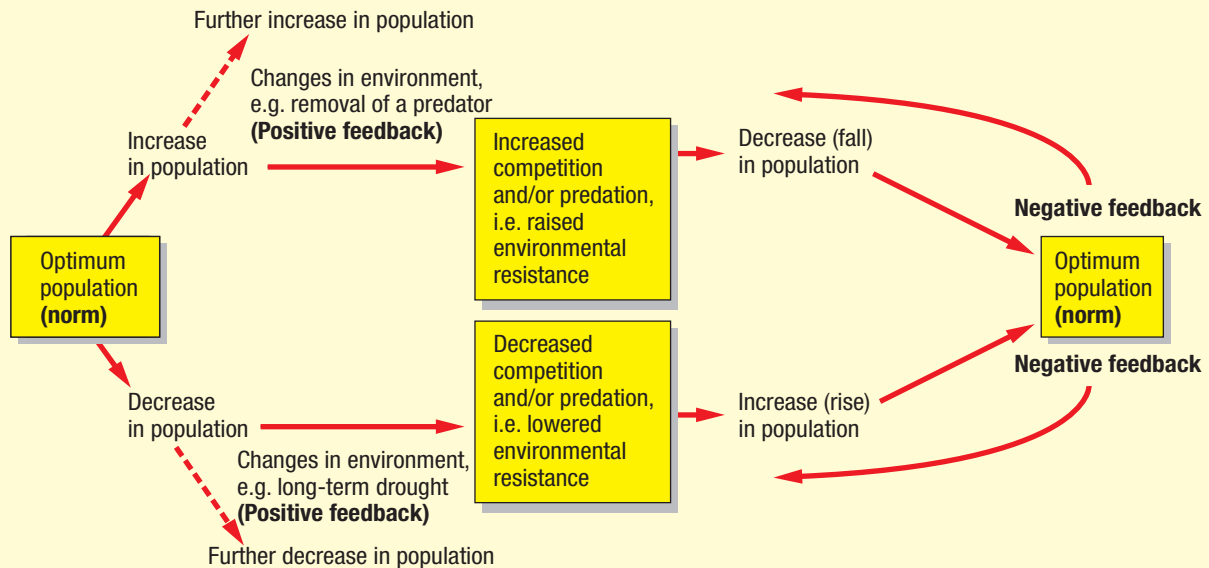 Further increase in population
Changes in environment,
e.g. removal of a predator
(Positive feedback)
Increase
in population
Increased
competition
and/or predation,
i.e. raised
environmental
resistance
Decrease (fall)
in population
Negative feedback
Optimum
population
(norm)
Optimum
population
(norm)
Negative feedback
Decreased
competition
and/or predation,
i.e. lowered
environmental
resistance
Increase (rise)
in population
Decrease
in population
Changes in environment,
e.g. long-term drought
(Positive feedback)
Further decrease in population